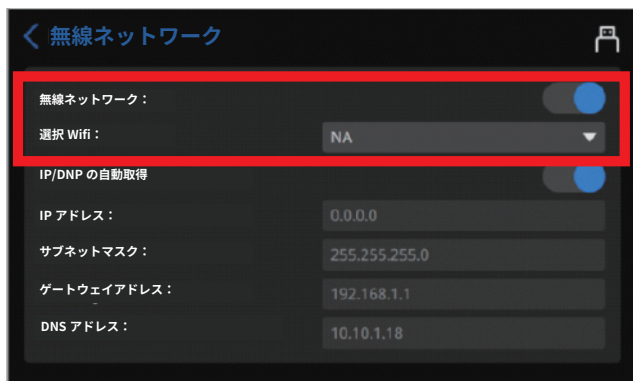 無線ネットワーク
無線ネットワーク：
選択 Wifi： NA
IP/DNP の自動取得
IP アドレス： 0.0.0.0
サブネットマスク： 255.255.255.0
ゲートウェイアドレス： 192.168.1.1
DNS アドレス： 10.10.1.18